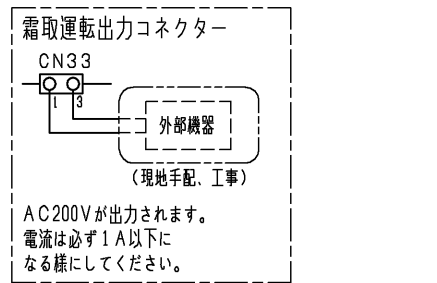 霜取運転出力コネクター
CN33
1 3
外部機器
(現地手配、工事)
AC200Vが出力されます。
電流は必ず1A以下に
なる様にしてください。